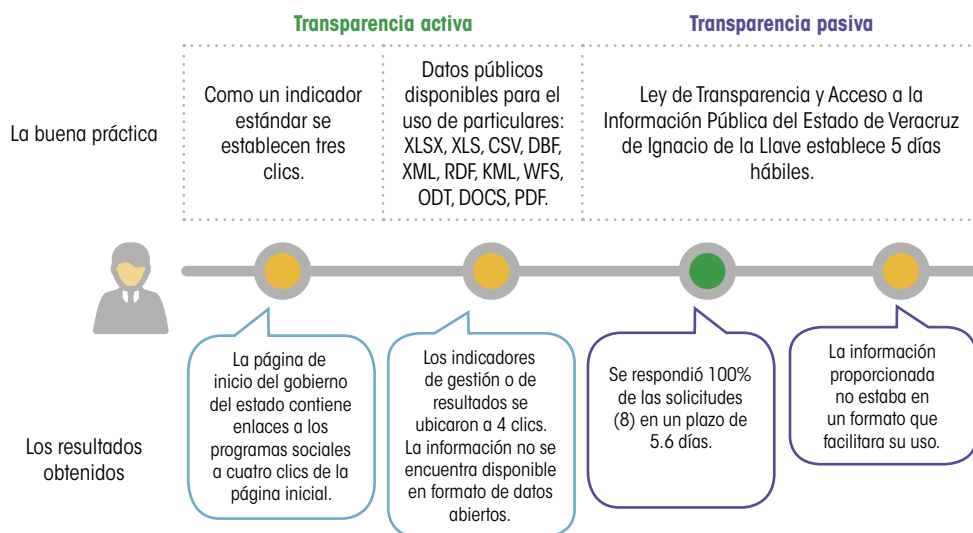 Transparencia activa
Transparencia pasiva
La buena práctica
Como un indicador
estándar se
establecen tres
clics.
Datos públicos
disponibles para el
uso de particulares:
XLSX, XLS, CSV, DBF,
XML, RDF, KML, WFS,
ODT, DOCS, PDF.
Ley de Transparencia y Acceso a la
Información Pública del Estado de Veracruz
de Ignacio de la Llave establece 5 días
hábiles.
Los resultados
obtenidos
La página de
inicio del gobierno
del estado contiene
enlaces a los
programas sociales
a cuatro clics de la
página inicial.
Los indicadores
de gestión o de
resultados se
ubicaron a 4 clics.
La información no se
encuentra disponible
en formato de datos
abiertos.
Se respondió 100%
de las solicitudes
(8) en un plazo de
5.6 días.
La información
proporcionada
no estaba en
un formato que
facilitara su uso.